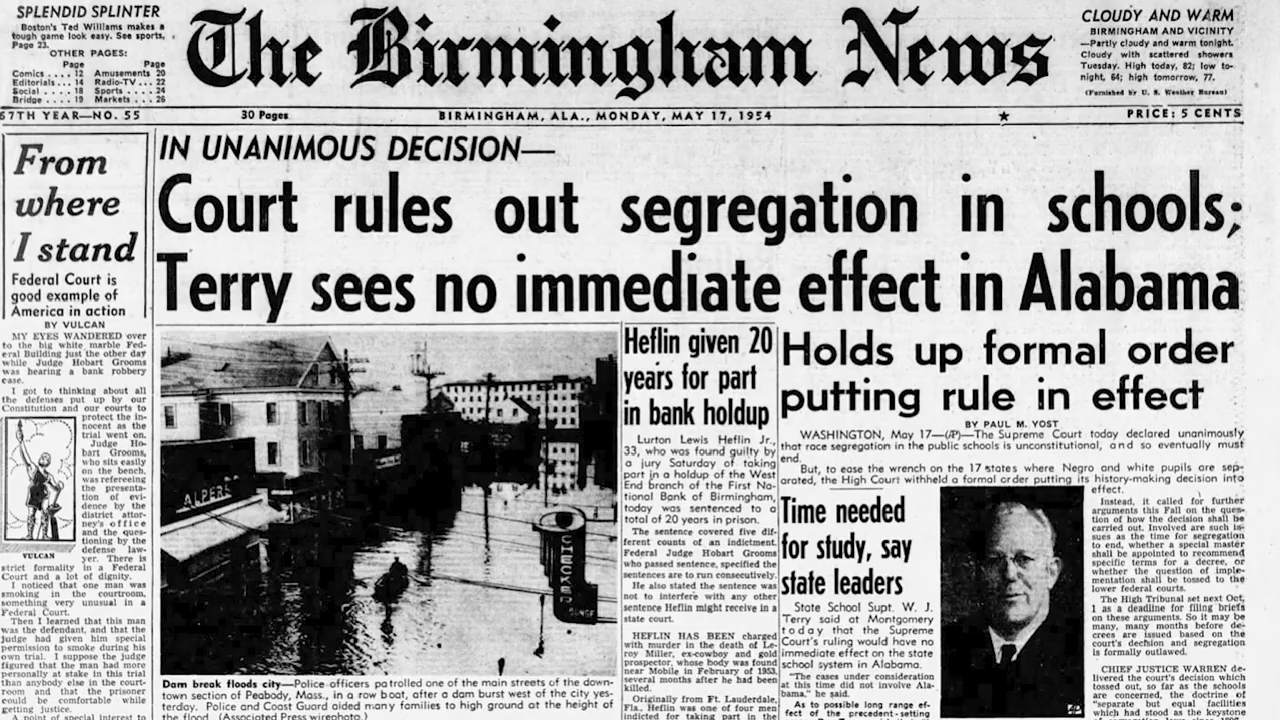 SPLENDID SPLINTER
Boston's Ted Williams makes a
tough game look easy. See sports,
Page 23.
OTHER PAGES:
Page Page
Comics .... 12 Amusements 20
Editorials... 14 Radio-TV ... 22
Social .... 18 Sports .... 24
Bridge .... 19 Markets ... 26
The Birmingham News
CLOUDY AND WARM
BIRMINGHAM AND VICINITY
—Partly cloudy and warm tonight.
Cloudy with scattered showers
Tuesday. High today, 82; low to-
night, 64; high tomorrow, 77.
(Furnished by U. S. Weather Bureau)
67TH YEAR—NO. 55 30 Pages BIRMINGHAM, ALA., MONDAY, MAY 17, 1954 ★ PRICE: 5 CENTS
From
where
I stand
Federal Court is
good example of
America in action
BY VULCAN
MY EYES WANDERED over
to the big white marble Fed-
eral Building just the other day
while Judge Hobart Grooms
was hearing a bank robbery
case.
I got to thinking about all
the defenses put up by our
Constitution and our courts to
protect the in-
nocent as the
trial went on.
Judge Ho-
bart Grooms,
who sits easily
on the bench,
was refereeing
the presenta-
tion of evi-
dence by the
district attor-
ney's office
and the ques-
tioning by the
defense law-
yer. There is
VULCAN
strict formality in a Federal
Court and a lot of dignity.
I noticed that one man was
smoking in the courtroom,
something very unusual in a
Federal Court.
Then I learned that this man
was the defendant, and that the
judge had given him special
permission to smoke during his
own trial. I suppose the judge
figured that the man had more
personally at stake in this trial
than anybody else in the court-
room and that the prisoner
could be comfortable while
getting justice.
A point of special interest to
IN UNANIMOUS DECISION—
Court rules out segregation in schools;
Terry sees no immediate effect in Alabama
ALPERS
CHECKER
Dam break floods city—Police officers patrolled one of the main streets of the down-
town section of Peabody, Mass., in a row boat, after a dam burst west of the city yes-
terday. Police and Coast Guard aided many families to high ground at the height of
the flood. (Associated Press wirephoto.)
Heflin given 20
years for part
in bank holdup
Lurton Lewis Heflin Jr.,
33, who was found guilty by
a jury Saturday of taking
part in a holdup of the West
End branch of the First Na-
tional Bank of Birmingham,
today was sentenced to a
total of 20 years in prison.
The sentence covered five dif-
ferent counts of an indictment.
Federal Judge Hobart Grooms
who passed sentence, specified the
sentences are to run consecutively.
He also stated the sentence was
not to interfere with any other
sentence Heflin might receive in a
state court.
HEFLIN HAS BEEN charged
with murder in the death of Le-
roy Miller, ex-cowboy and gold
prospector, whose body was found
near Mobile in February of 1953,
several months after he had been
killed.
Originally from Ft. Lauderdale,
Fla., Heflin was one of four men
indicted for taking part in the
Holds up formal order
putting rule in effect
BY PAUL M. YOST
WASHINGTON, May 17—(AP)—The Supreme Court today declared unanimously
that race segregation in the public schools is unconstitutional, and so eventually must
end.
But, to ease the wrench on the 17 states where Negro and white pupils are sep-
arated, the High Court withheld a formal order putting its history-making decision into
effect.
Time needed
for study, say
state leaders
State School Supt. W. J.
Terry said at Montgomery
today that the Supreme
Court's ruling would have no
immediate effect on the state
school system in Alabama.
"The cases under consideration
at this time did not involve Ala-
bama," he said.
As to possible long range ef-
fect of the precedent-setting
Instead, it called for further
arguments this Fall on the ques-
tion of how the decision shall be
carried out. Involved are such is-
sues as the time for segregation
to end, whether a special master
shall be appointed to recommend
specific terms for a decree, or
whether the question of imple-
mentation shall be tossed to the
lower federal courts.
The High Tribunal set next Oct.
1 as a deadline for filing briefs
on these arguments. So it may be
many, many months before de-
crees are issued based on the
court's decision and segregation
is formally outlawed.
CHIEF JUSTICE WARREN de-
livered the court's decision which
tossed out, so far as the schools
are concerned, the doctrine of
"separate but equal facilities
which had stood as the keystone